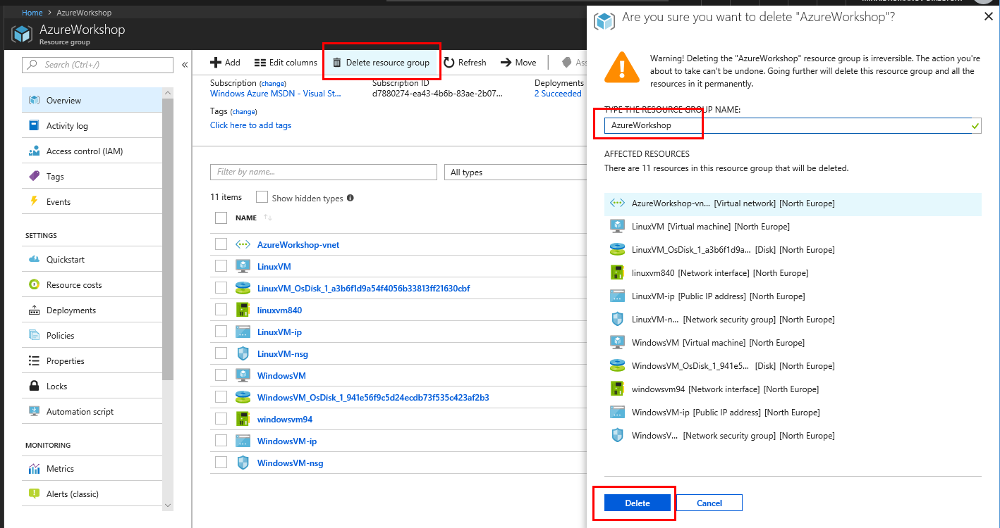 Home > AzureWorkshop
AzureWorkshop
Resource group
Search (Ctrl+/)
«
Overview
Activity log
Access control (IAM)
Tags
Events
SETTINGS
Quickstart
Resource costs
Deployments
Policies
Properties
Locks
Automation script
MONITORING
Metrics
Alerts (classic)
Add Edit columns Delete resource group Refresh Move
Subscription (change) Subscription ID Deployments
Windows Azure MSDN - Visual St... d7880274-ea43-4b6b-83ae-2b07... 2 Succeeded
Tags (change)
Click here to add tags
Filter by name... All types
11 items Show hidden types
NAME
AzureWorkshop-vnet
LinuxVM
LinuxVM_OsDisk_1_a3b6f1d9a54f4056b33813ff21630cbf
linuxvm840
LinuxVM-ip
LinuxVM-nsg
WindowsVM
WindowsVM_OsDisk_1_941e56f9c5d24ecdb73f535c423af2b3
windowsvm94
WindowsVM-ip
WindowsVM-nsg
Are you sure you want to delete "AzureWorkshop"?
Warning! Deleting the "AzureWorkshop" resource group is irreversible. The action you're
about to take can't be undone. Going further will delete this resource group and all the
resources in it permanently.
TYPE THE RESOURCE GROUP NAME:
AzureWorkshop
AFFECTED RESOURCES
There are 11 resources in this resource group that will be deleted.
AzureWorkshop-vn... [Virtual network] [North Europe]
LinuxVM [Virtual machine] [North Europe]
LinuxVM_OsDisk_1_a3b6f1d9a... [Disk] [North Europe]
linuxvm840 [Network interface] [North Europe]
LinuxVM-ip [Public IP address] [North Europe]
LinuxVM-n... [Network security group] [North Europe]
WindowsVM [Virtual machine] [North Europe]
WindowsVM_OsDisk_1_941e5... [Disk] [North Europe]
windowsvm94 [Network interface] [North Europe]
WindowsVM-ip [Public IP address] [North Europe]
WindowsV... [Network security group] [North Europe]
Delete Cancel